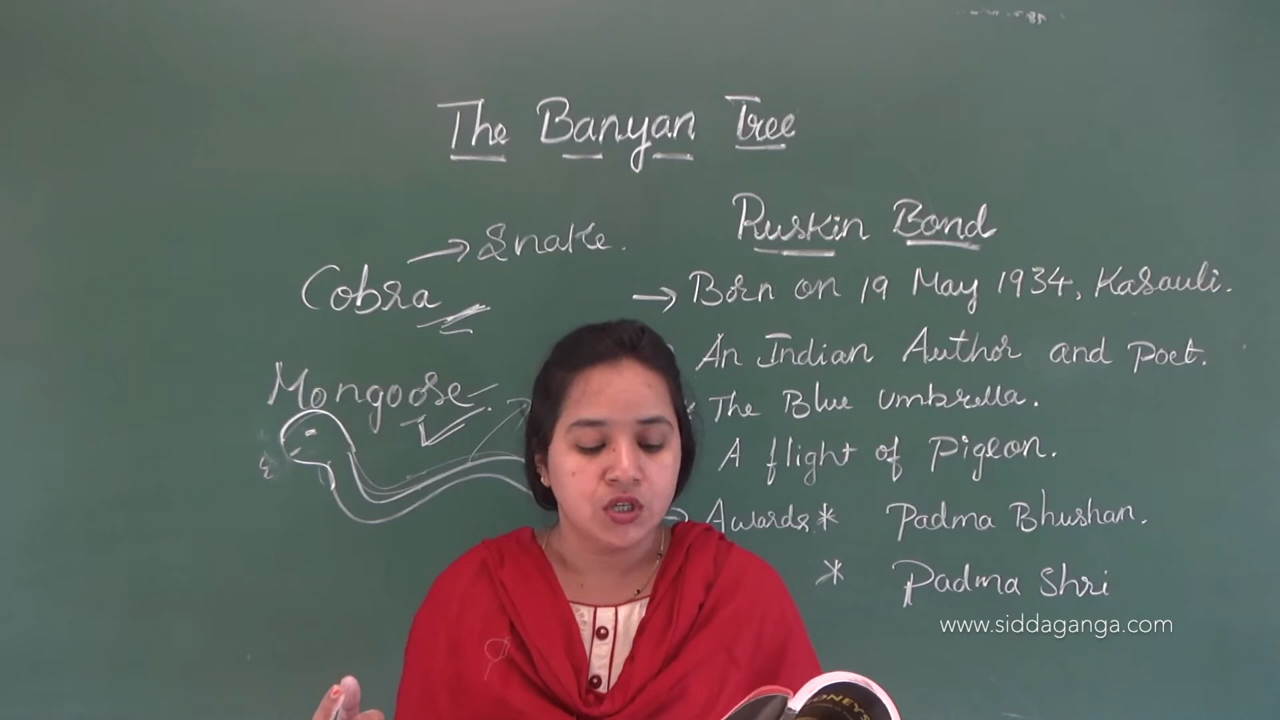 The Banyan Tree
Ruskin Bond
→ Snake.
Cobra
→ Born on 19 May 1934, Kasauli.
An Indian Author and Poet.
Mongoose
* The Blue umbrella.
A flight of Pigeon.
→ Awards * Padma Bhushan.
* Padma Shri
www.siddaganga.com